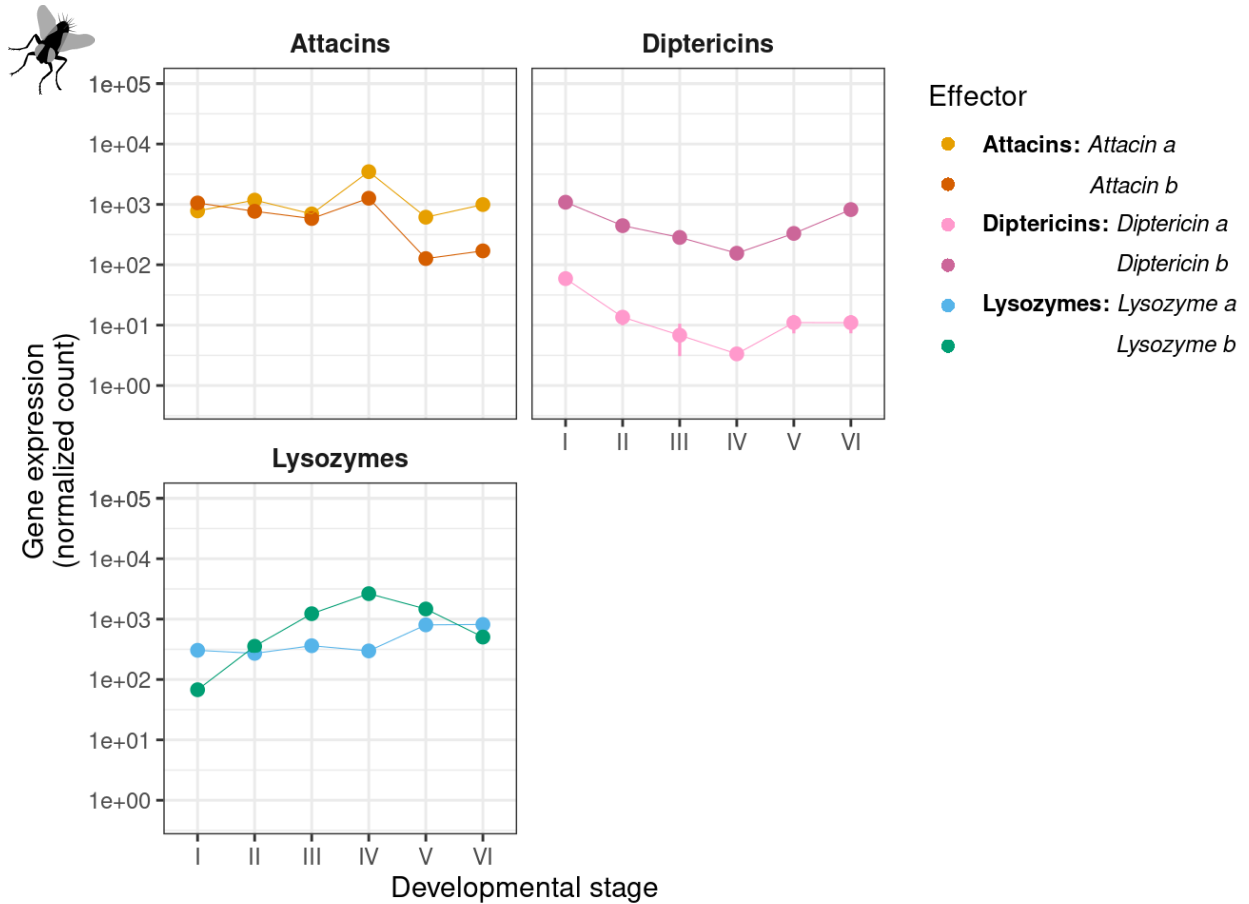 Attacins
Diptericins
1e+05
1e+04
1e+03
1e+02
1e+01
1e+00
I II III IV V VI
Effector
Attacins: Attacin a
Attacin b
Diptericins: Diptericin a
Diptericin b
Lysozymes: Lysozyme a
Lysozyme b
Gene expression
(normalized count)
Lysozymes
1e+05
1e+04
1e+03
1e+02
1e+01
1e+00
I II III IV V VI
Developmental stage